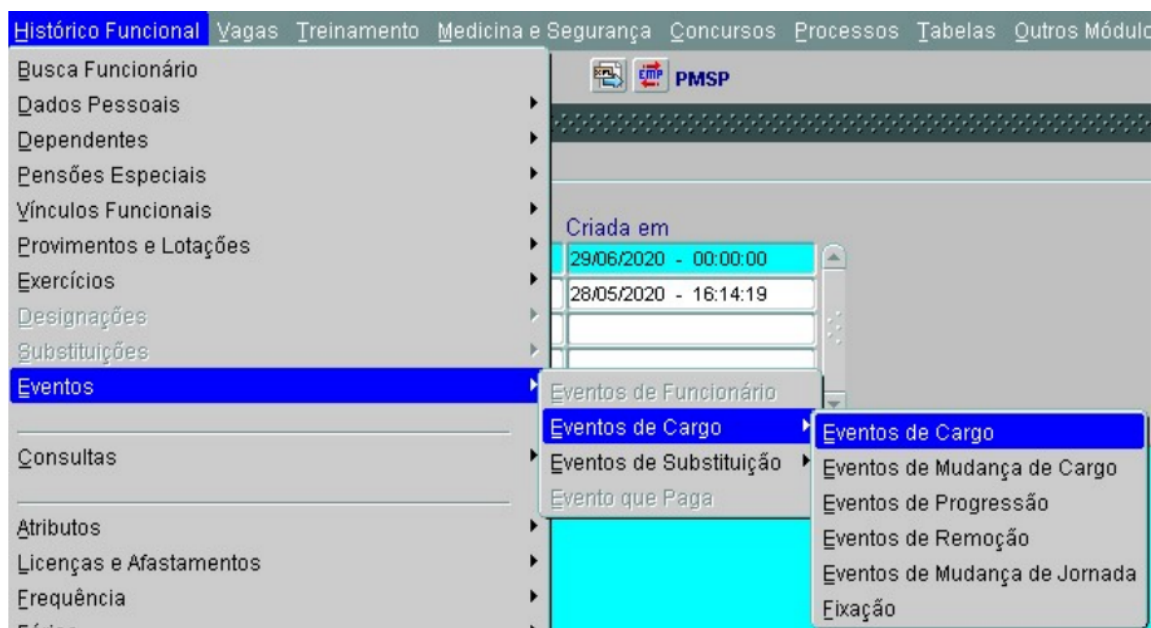 Histórico Funcional Vagas Treinamento Medicina e Segurança Concursos Processos Tabelas Outros Módulo
Busca Funcionário
EMP PMSP
Dados Pessoais
Dependentes
Pensões Especiais
Vínculos Funcionais
Criada em
Provimentos e Lotações
29/06/2020 - 00:00:00
Exercícios
28/05/2020 - 16:14:19
Designações
Substituições
Eventos
Eventos de Funcionário
Eventos de Cargo
Eventos de Cargo
Consultas
Eventos de Substituição
Eventos de Mudança de Cargo
Evento que Paga
Eventos de Progressão
Atributos
Eventos de Remoção
Licenças e Afastamentos
Eventos de Mudança de Jornada
Frequência
Fixação